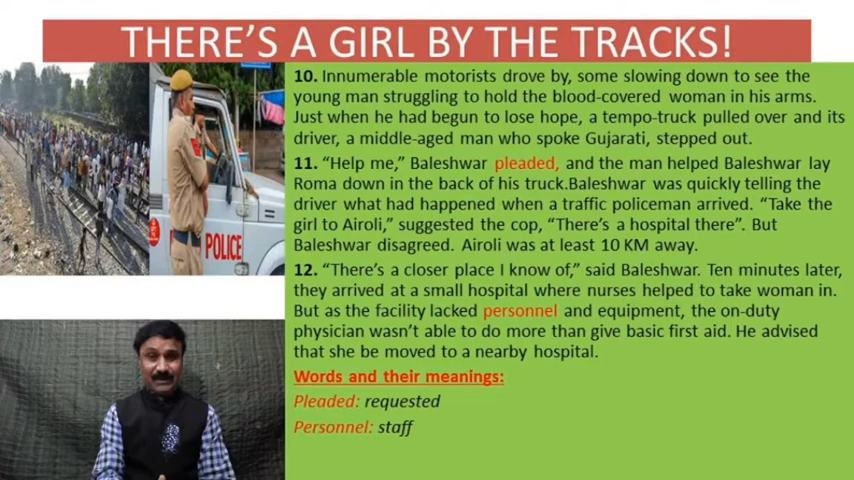 THERE'S A GIRL BY THE TRACKS!
10. Innumerable motorists drove by, some slowing down to see the
young man struggling to hold the blood-covered woman in his arms.
Just when he had begun to lose hope, a tempo-truck pulled over and its
driver, a middle-aged man who spoke Gujarati, stepped out.
11. “Help me,” Baleshwar pleaded, and the man helped Baleshwar lay
Roma down in the back of his truck.Baleshwar was quickly telling the
driver what had happened when a traffic policeman arrived. “Take the
girl to Airoli,” suggested the cop, “There’s a hospital there”. But
Baleshwar disagreed. Airoli was at least 10 KM away.
12. “There’s a closer place I know of,” said Baleshwar. Ten minutes later,
they arrived at a small hospital where nurses helped to take woman in.
But as the facility lacked personnel and equipment, the on-duty
physician wasn’t able to do more than give basic first aid. He advised
that she be moved to a nearby hospital.
Words and their meanings:
Pleaded: requested
Personnel: staff
POLICE